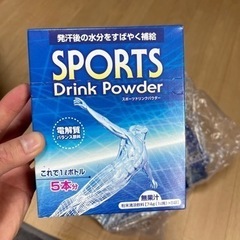 発汗後の水分をすばやく補給
SPORTS
Drink Powder
スポーツドリンクパウダー
電解質
バランス飲料
これで1ℓボトル
5本分
無果汁